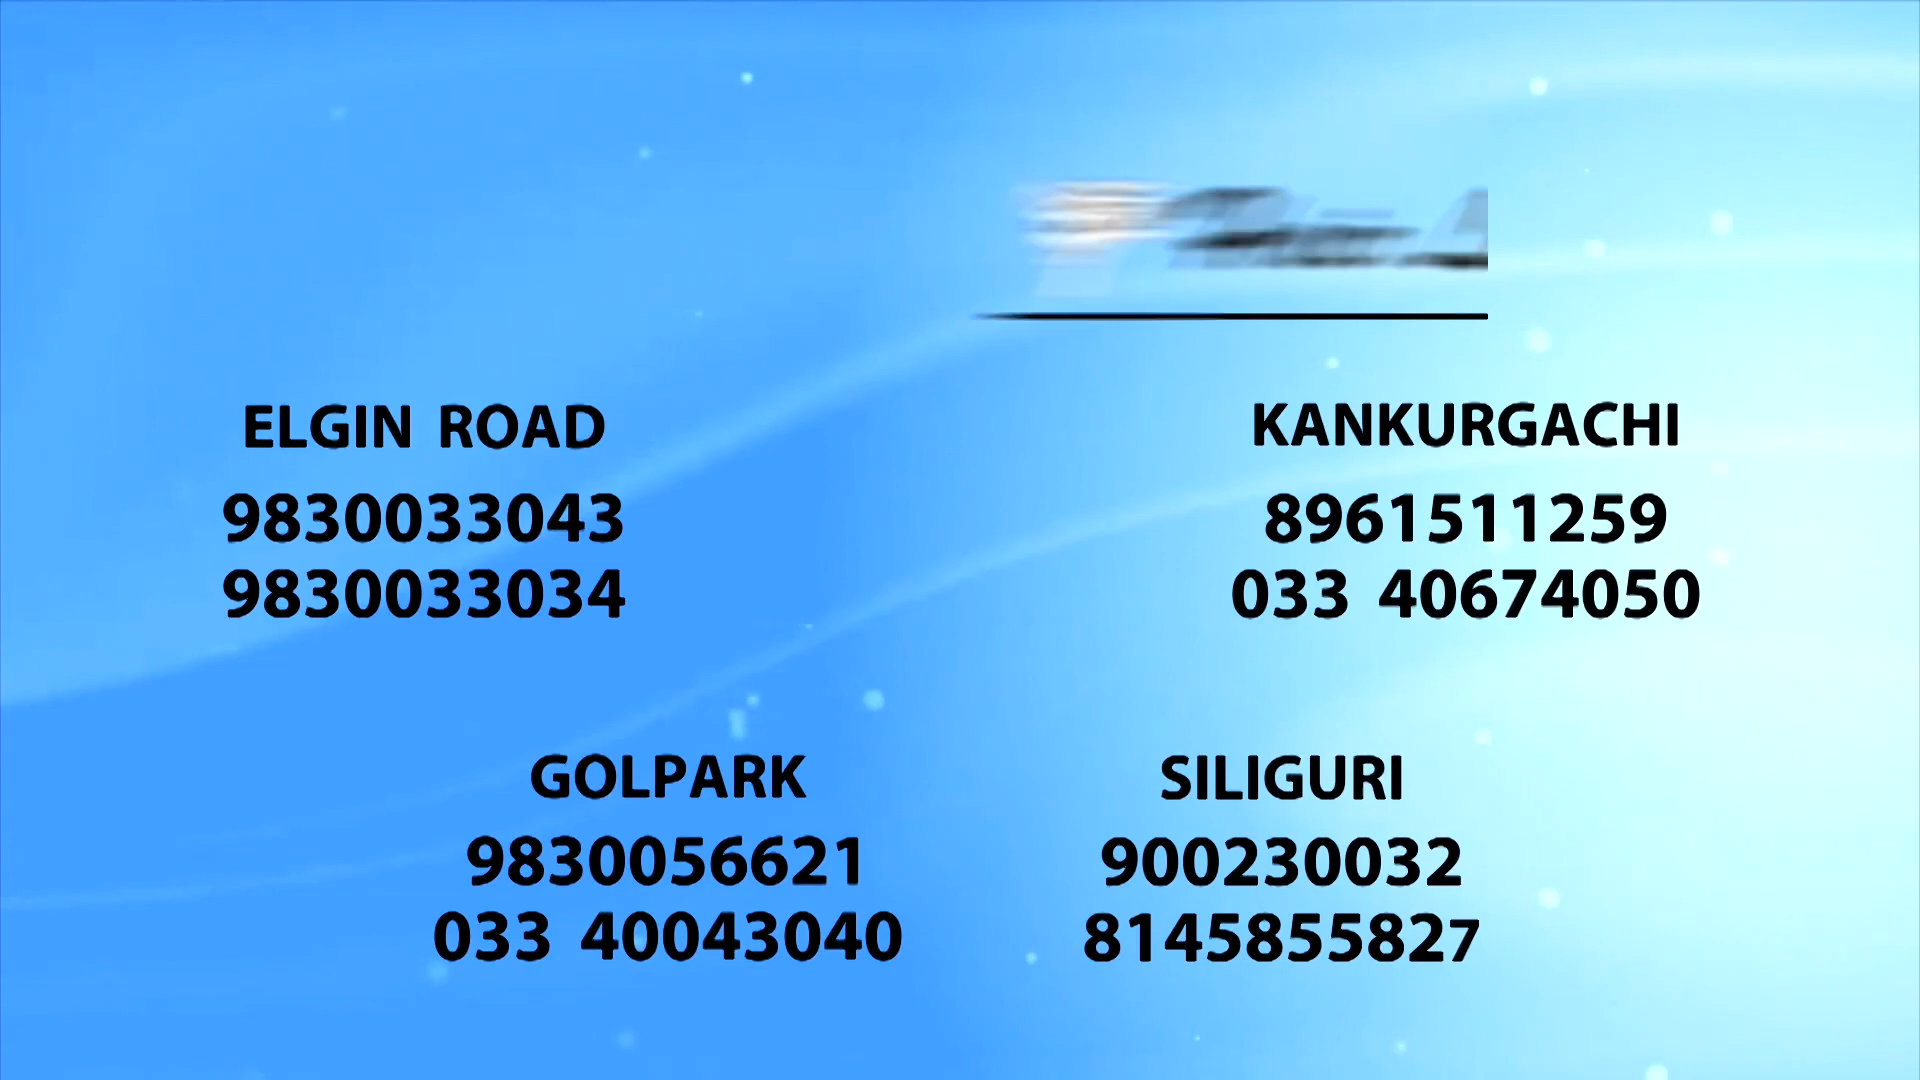 ELGIN ROAD
9830033043
9830033034
KANKURGACHI
8961511259
033 40674050
GOLPARK
9830056621
033 40043040
SILIGURI
900230032
8145855827